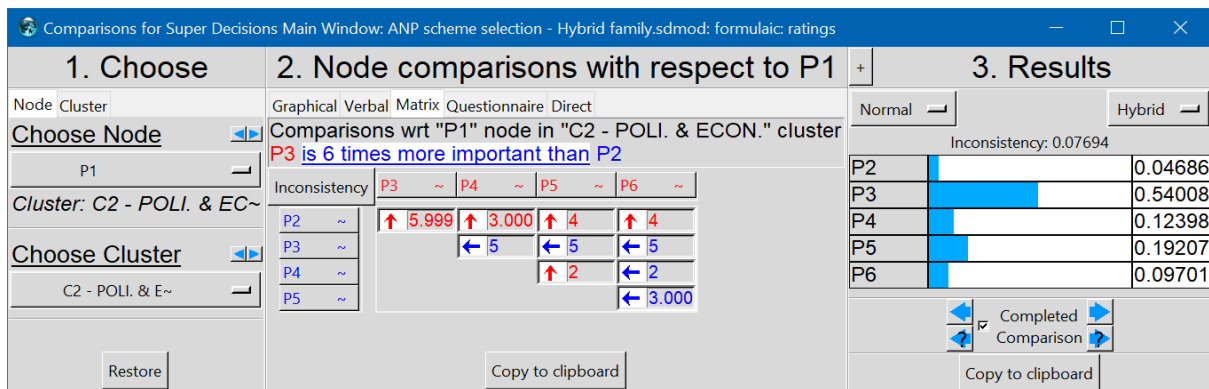 Comparisons for Super Decisions Main Window: ANP scheme selection - Hybrid family.sdmod: formulaic: ratings
1. Choose
Node Cluster
Choose Node
P1
Cluster: C2 - POLI. & EC~
Choose Cluster
C2 - POLI. & E~
Restore
2. Node comparisons with respect to P1
Graphical Verbal Matrix Questionnaire Direct
Comparisons wrt "P1" node in "C2 - POLI. & ECON." cluster
P3 is 6 times more important than P2
Inconsistency P3 ~ P4 ~ P5 ~ P6 ~
P2 ~ 5.999 3.000 4 4
P3 ~ 5 5 5
P4 ~ 2 2
P5 ~ 3.000
Copy to clipboard
+ 3. Results
Normal Hybrid
Inconsistency: 0.07694
P2 0.04686
P3 0.54008
P4 0.12398
P5 0.19207
P6 0.09701
Completed
? Comparison ?
Copy to clipboard